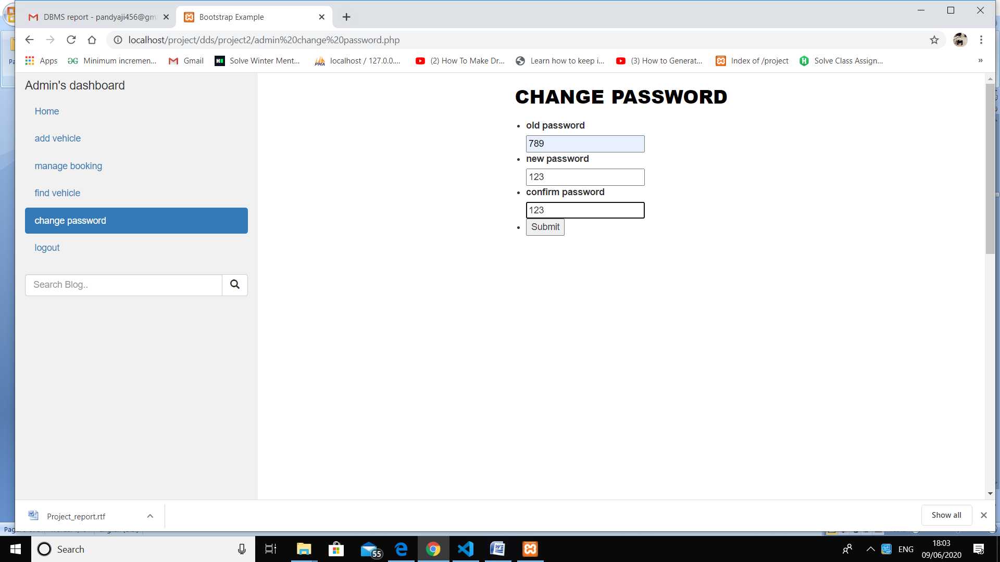 DBMS report - pandyaji456@gm
Bootstrap Example
localhost/project/dds/project2/admin%20change%20password.php
Apps
Minimum incremen...
Gmail
Solve Winter Ment...
localhost / 127.0.0....
(2) How To Make Dr...
Learn how to keep i...
(3) How to Generat...
Index of /project
Solve Class Assign...
»
Admin's dashboard
Home
add vehicle
manage booking
find vehicle
change password
logout
Search Blog..
CHANGE PASSWORD
old password
789
new password
123
confirm password
123
Submit
Project_report.rtf
Show all
Search
55
ENG
18:03
09/06/2020